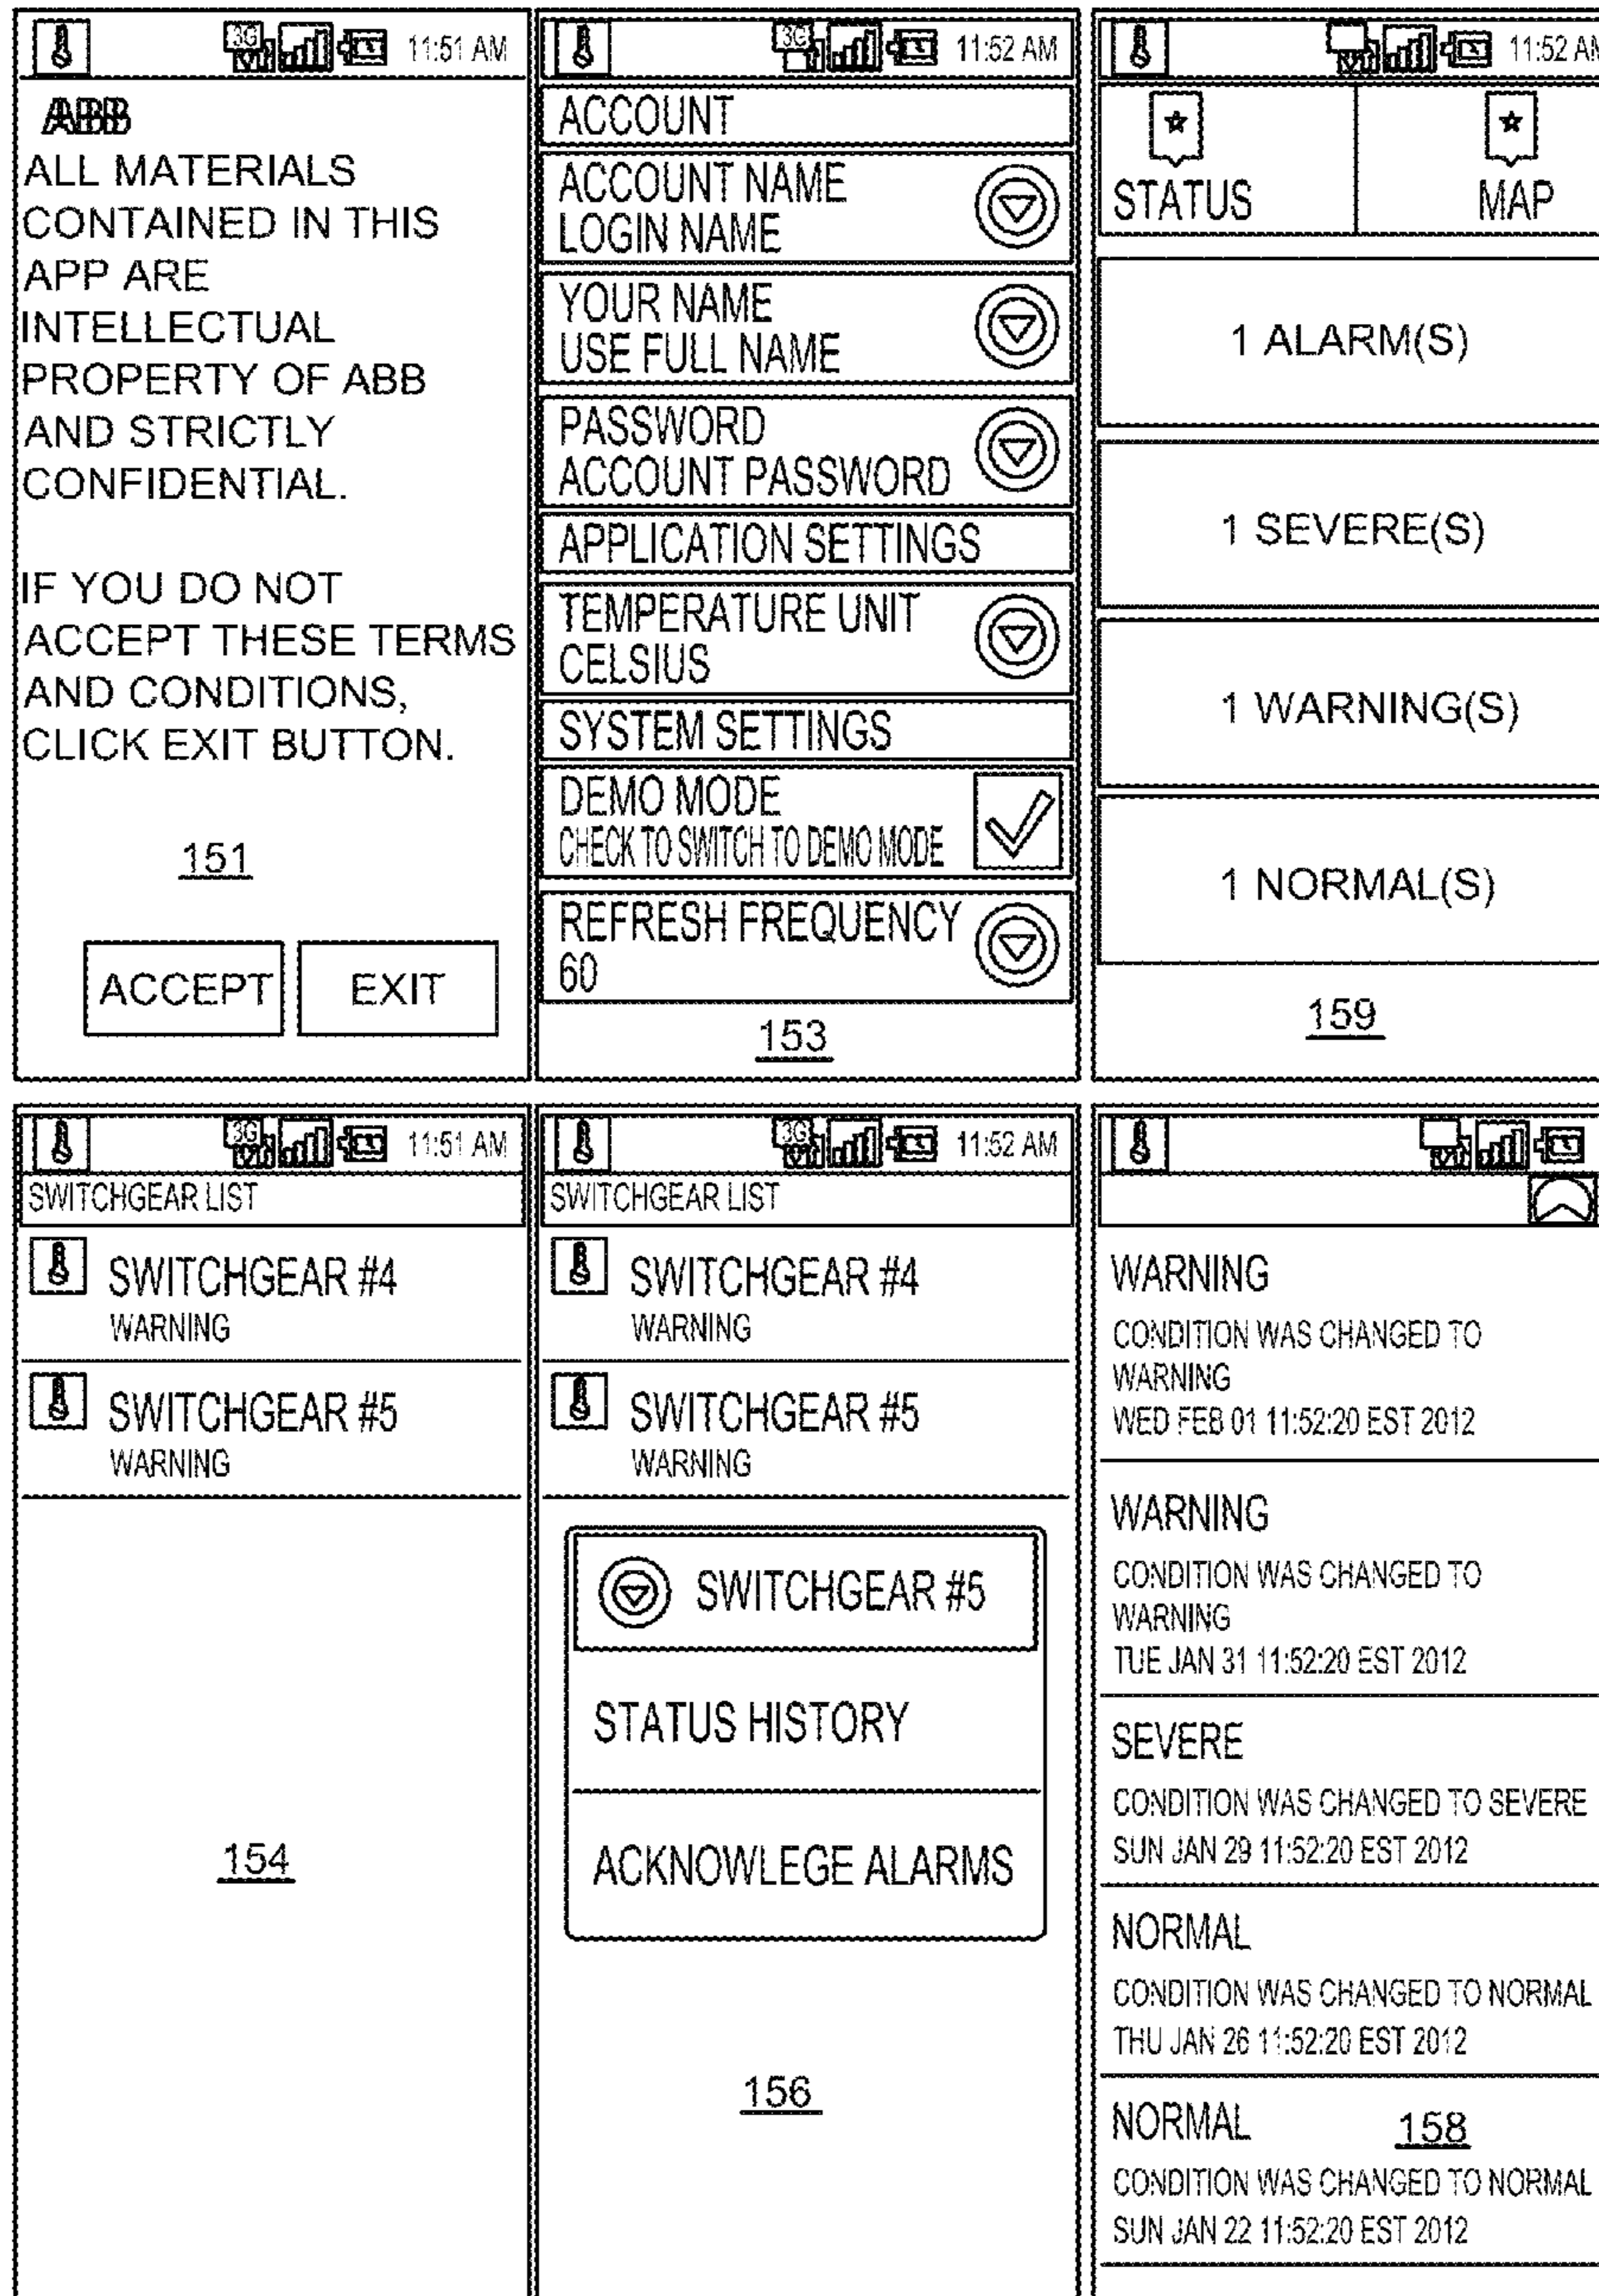 3G
11:51 AM
ABB
ALL MATERIALS
CONTAINED IN THIS
APP ARE
INTELLECTUAL
PROPERTY OF ABB
AND STRICTLY
CONFIDENTIAL.
IF YOU DO NOT
ACCEPT THESE TERMS
AND CONDITIONS,
CLICK EXIT BUTTON.
151
ACCEPT EXIT
3G
11:52 AM
ACCOUNT
ACCOUNT NAME
LOGIN NAME
YOUR NAME
USE FULL NAME
PASSWORD
ACCOUNT PASSWORD
APPLICATION SETTINGS
TEMPERATURE UNIT
CELSIUS
SYSTEM SETTINGS
DEMO MODE
CHECK TO SWITCH TO DEMO MODE
REFRESH FREQUENCY
60
153
11:52 AM
STATUS MAP
1 ALARM(S)
1 SEVERE(S)
1 WARNING(S)
1 NORMAL(S)
159
3G
11:51 AM
SWITCHGEAR LIST
SWITCHGEAR #4
WARNING
SWITCHGEAR #5
WARNING
154
3G
11:52 AM
SWITCHGEAR LIST
SWITCHGEAR #4
WARNING
SWITCHGEAR #5
WARNING
SWITCHGEAR #5
STATUS HISTORY
ACKNOWLEGE ALARMS
156
WARNING
CONDITION WAS CHANGED TO
WARNING
WED FEB 01 11:52:20 EST 2012
WARNING
CONDITION WAS CHANGED TO
WARNING
TUE JAN 31 11:52:20 EST 2012
SEVERE
CONDITION WAS CHANGED TO SEVERE
SUN JAN 29 11:52:20 EST 2012
NORMAL
CONDITION WAS CHANGED TO NORMAL
THU JAN 26 11:52:20 EST 2012
NORMAL 158
CONDITION WAS CHANGED TO NORMAL
SUN JAN 22 11:52:20 EST 2012